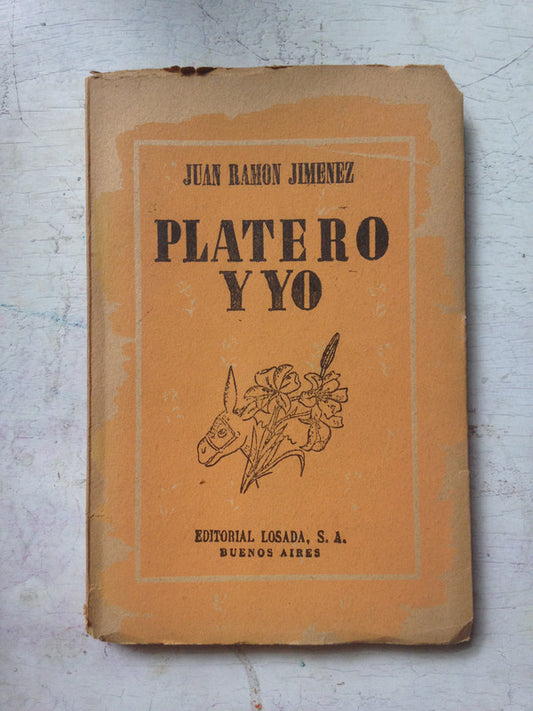 JUAN RAMON JIMENEZ
PLATERO
Y YO
EDITORIAL LOSADA, S. A.
BUENOS AIRES